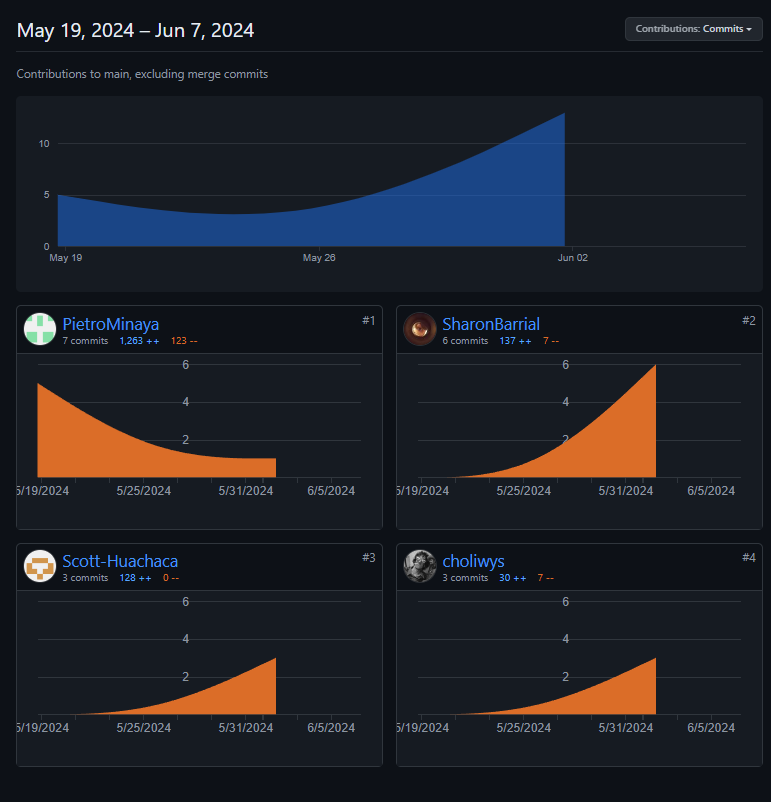 May 19, 2024 – Jun 7, 2024
Contributions: Commits
Contributions to main, excluding merge commits
10
5
0
May 19 May 26 Jun 02
PietroMinaya #1
7 commits 1,263 ++ 123 --
6
4
2
5/19/2024 5/25/2024 5/31/2024 6/5/2024
SharonBarrial #2
6 commits 137 ++ 7 --
6
4
2
5/19/2024 5/25/2024 5/31/2024 6/5/2024
Scott-Huachaca #3
3 commits 128 ++ 0 --
6
4
2
5/19/2024 5/25/2024 5/31/2024 6/5/2024
choliwys #4
3 commits 30 ++ 7 --
6
4
2
5/19/2024 5/25/2024 5/31/2024 6/5/2024